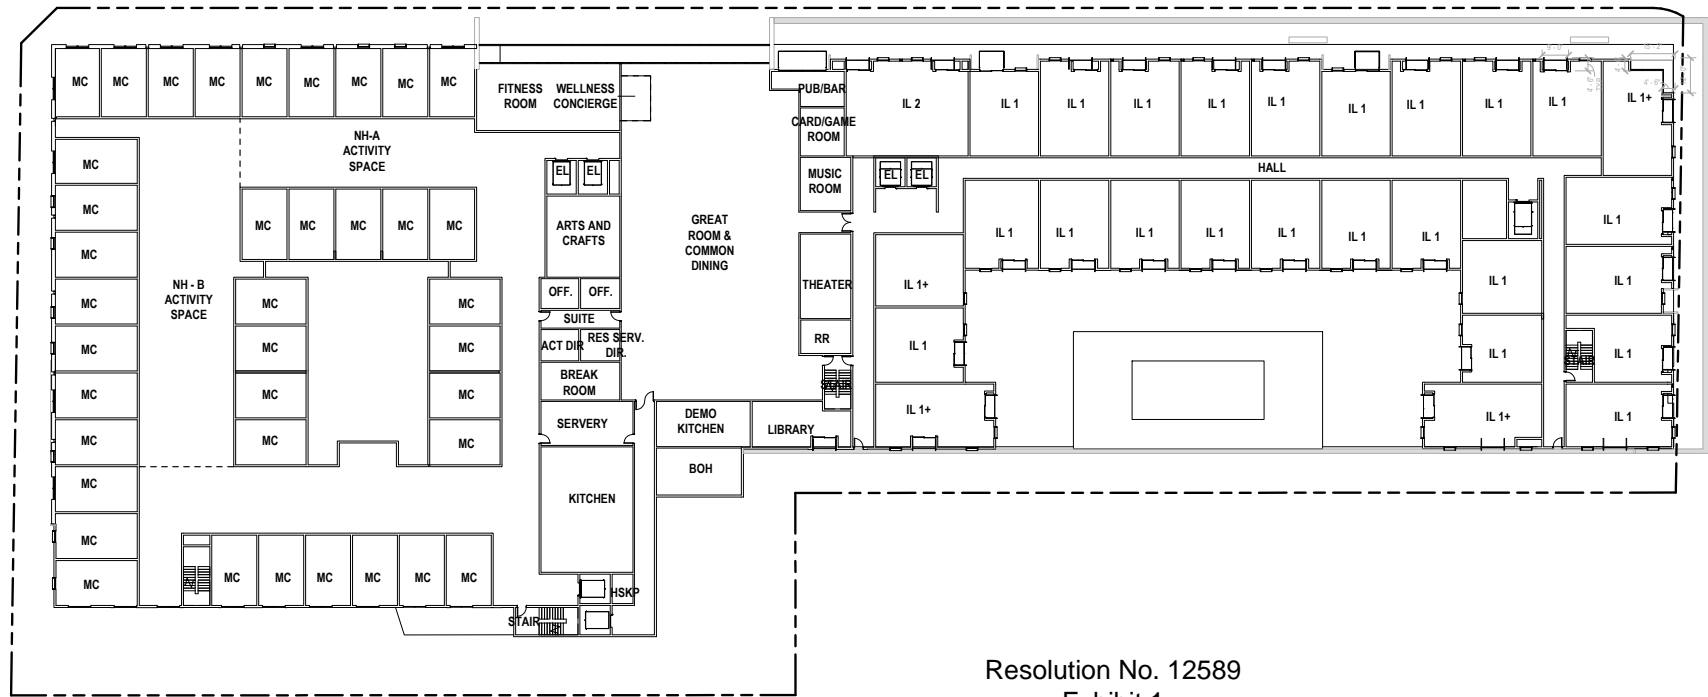 MC MC MC MC MC MC MC MC MC
FITNESS
ROOM
WELLNESS
CONCIERGE
PUB/BAR
CARD/GAME
ROOM
IL 2
IL 1
IL 1
IL 1
IL 1
IL 1
IL 1
IL 1
IL 1
IL 1
IL 1+
NH-A
ACTIVITY
SPACE
MC
MC
MC
MC
MC
MC
MC
MC
MC
MC
MC MC MC MC MC
NH - B
ACTIVITY
SPACE
MC
MC
MC
MC
MC
MC
MC
MC
MC MC MC MC MC MC
EL EL
ARTS AND
CRAFTS
OFF. OFF.
SUITE
ACT DIR
RES SERV.
DIR.
BREAK
ROOM
SERVERY
KITCHEN
HSKP
STAIR
GREAT
ROOM &
COMMON
DINING
DEMO
KITCHEN
LIBRARY
BOH
MUSIC
ROOM
THEATER
RR
STAIR
EL EL
HALL
IL 1
IL 1
IL 1
IL 1
IL 1
IL 1
IL 1
IL 1+
IL 1
IL 1+
IL 1
IL 1
IL 1+
IL 1
IL 1
STAIR
IL 1
IL 1
Resolution No. 12589
Exhibit 1